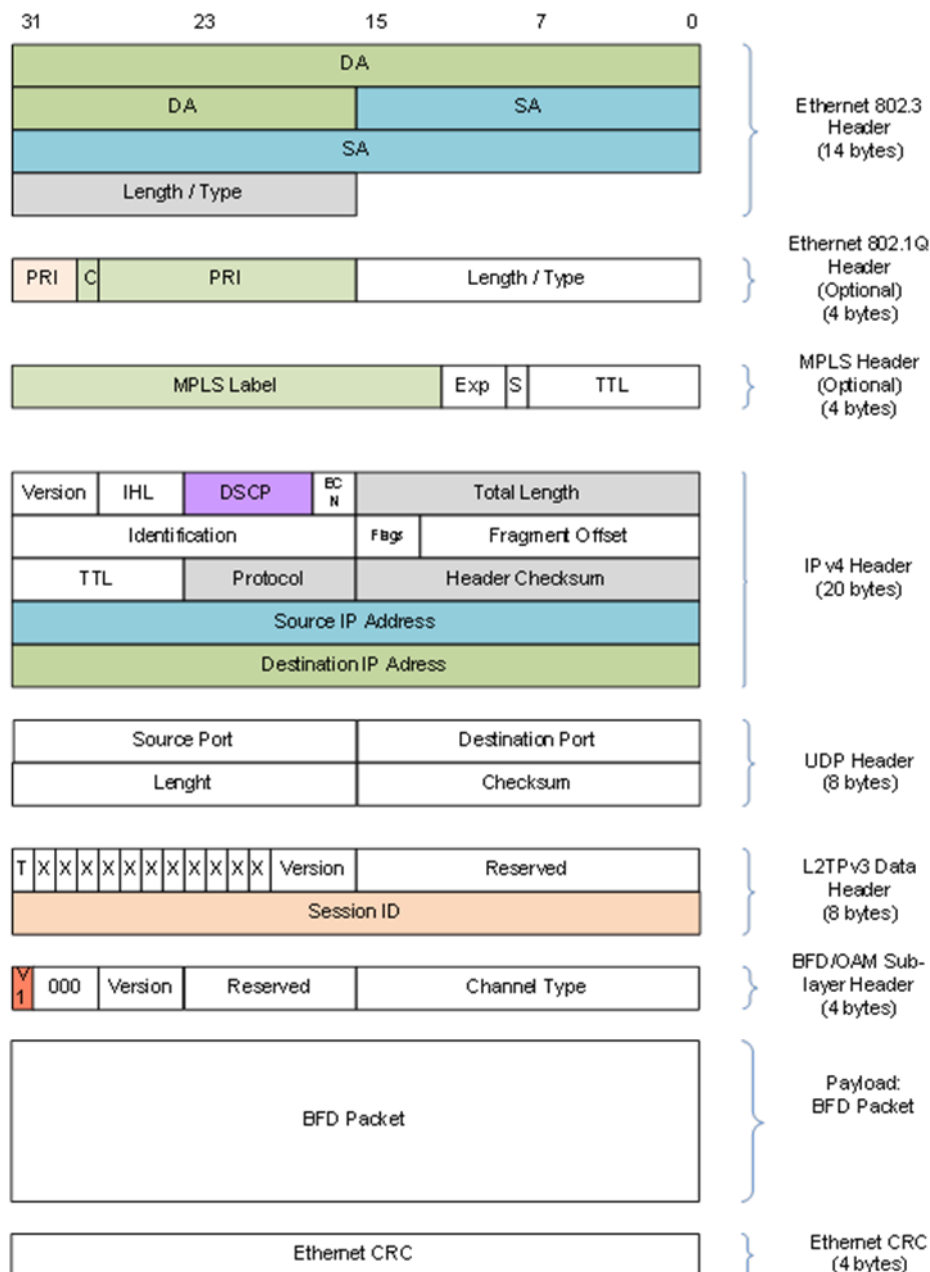 31 23 15 7 0
DA
DA SA
SA
Length / Type
Ethernet 802.3
Header
(14 bytes)
PRI C PRI Length / Type
Ethernet 802.1Q
Header
(Optional)
(4 bytes)
MPLS Label Exp S TTL
MPLS Header
(Optional)
(4 bytes)
Version IHL DSCP EC
N Total Length
Identification Flags Fragment Offset
TTL Protocol Header Checksum
Source IP Address
Destination IP Adress
IPv4 Header
(20 bytes)
Source Port Destination Port
Lenght Checksum
UDP Header
(8 bytes)
T X X X X X X X X X X X Version Reserved
Session ID
L2TPv3 Data
Header
(8 bytes)
V
1 000 Version Reserved Channel Type
BFD/OAM Sub-
layer Header
(4 bytes)
BFD Packet
Payload:
BFD Packet
Ethernet CRC
Ethernet CRC
(4 bytes)